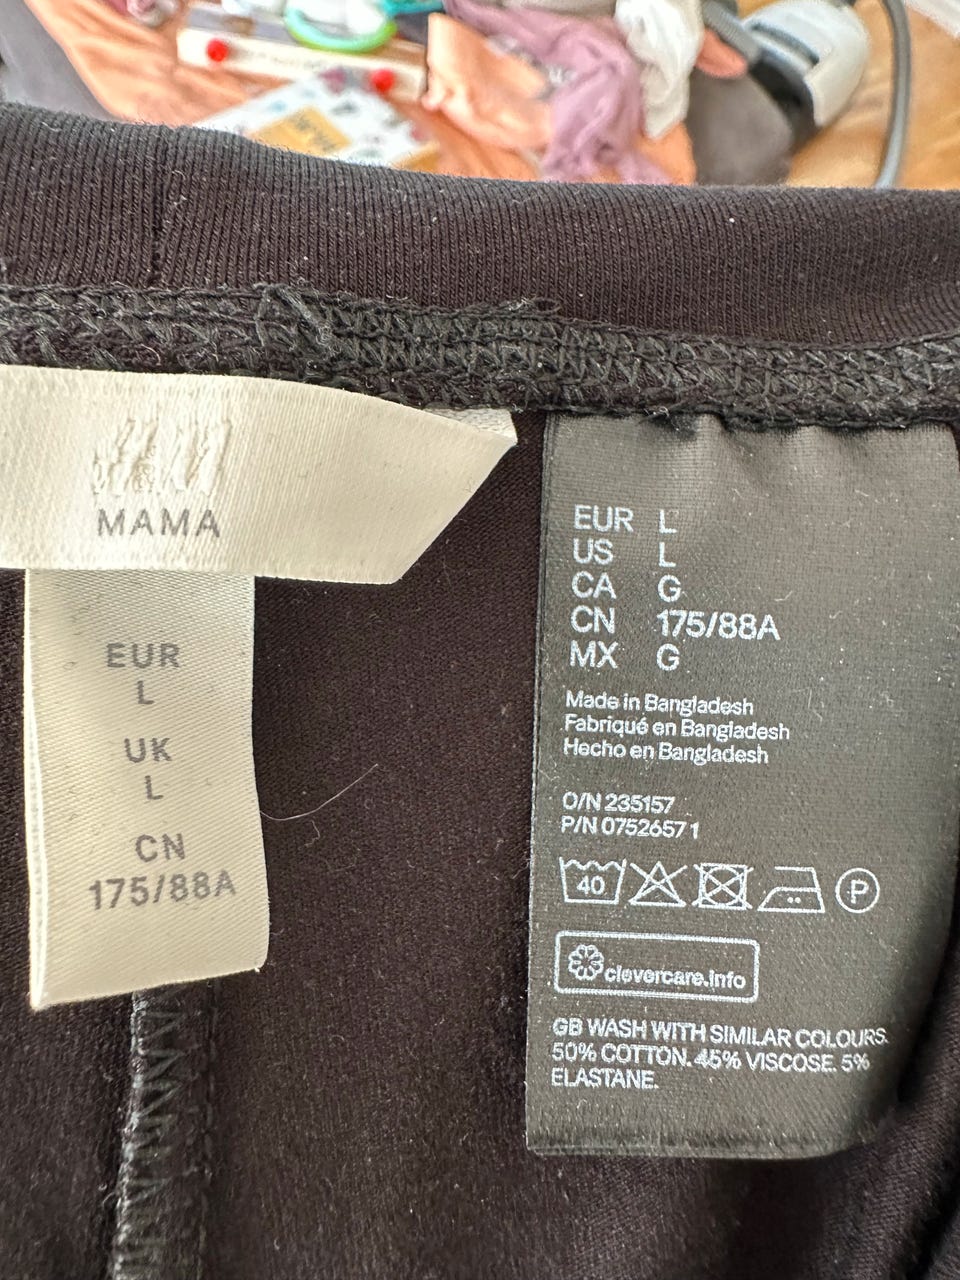 H&M
MAMA
EUR
L
UK
L
CN
175/88A
EUR L
US L
CA G
CN 175/88A
MX G
Made in Bangladesh
Fabriqué en Bangladesh
Hecho en Bangladesh
O/N 235157
P/N 07526571
40
P
clevercare.info
GB WASH WITH SIMILAR COLOURS.
50% COTTON. 45% VISCOSE. 5%
ELASTANE.